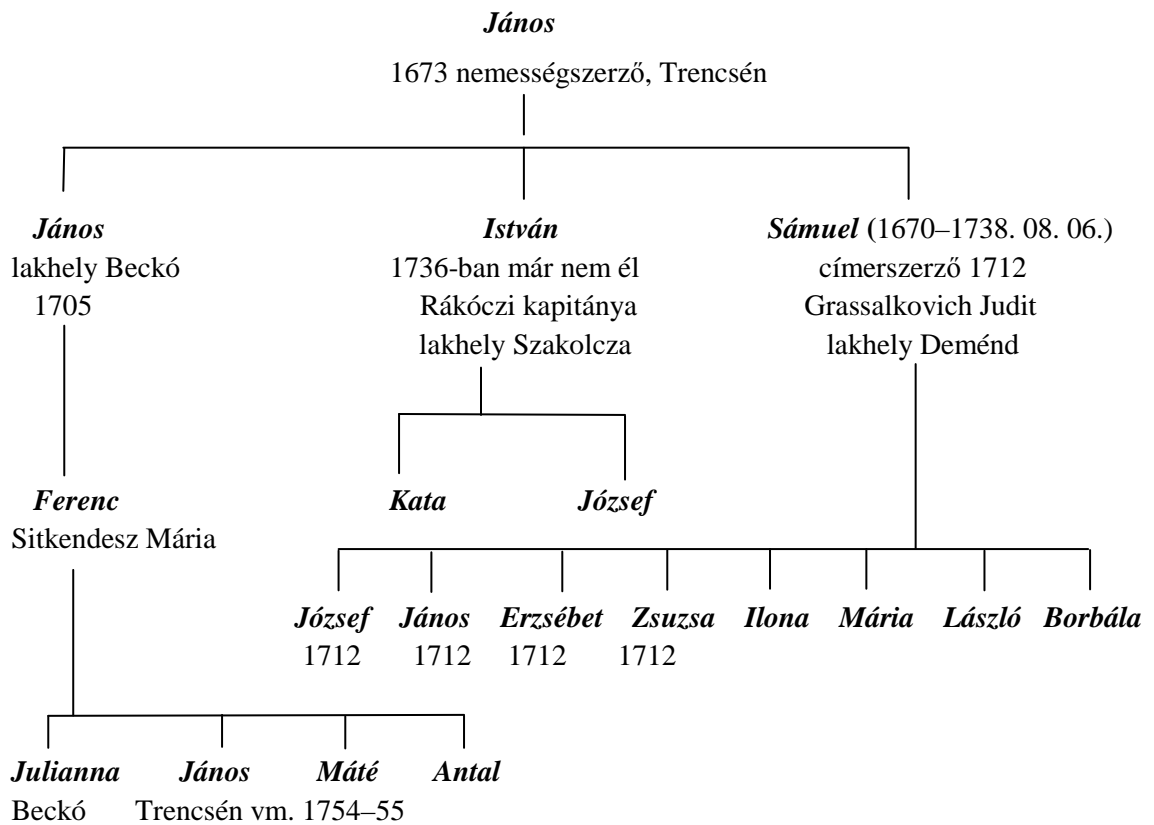 János
1673 nemességszerző, Trencsén
János István Sámuel (1670–1738. 08. 06.)
lakhely Beckó 1736-ban már nem él címerszerző 1712
1705 Rákóczi kapitánya Grassalkovich Judit
lakhely Szakolcza lakhely Deménd
Ferenc Kata József
Sitkendesz Mária
József János Erzsébet Zsuzsa Ilona Mária László Borbála
1712 1712 1712 1712
Julianna János Máté Antal
Beckó Trencsén vm. 1754–55